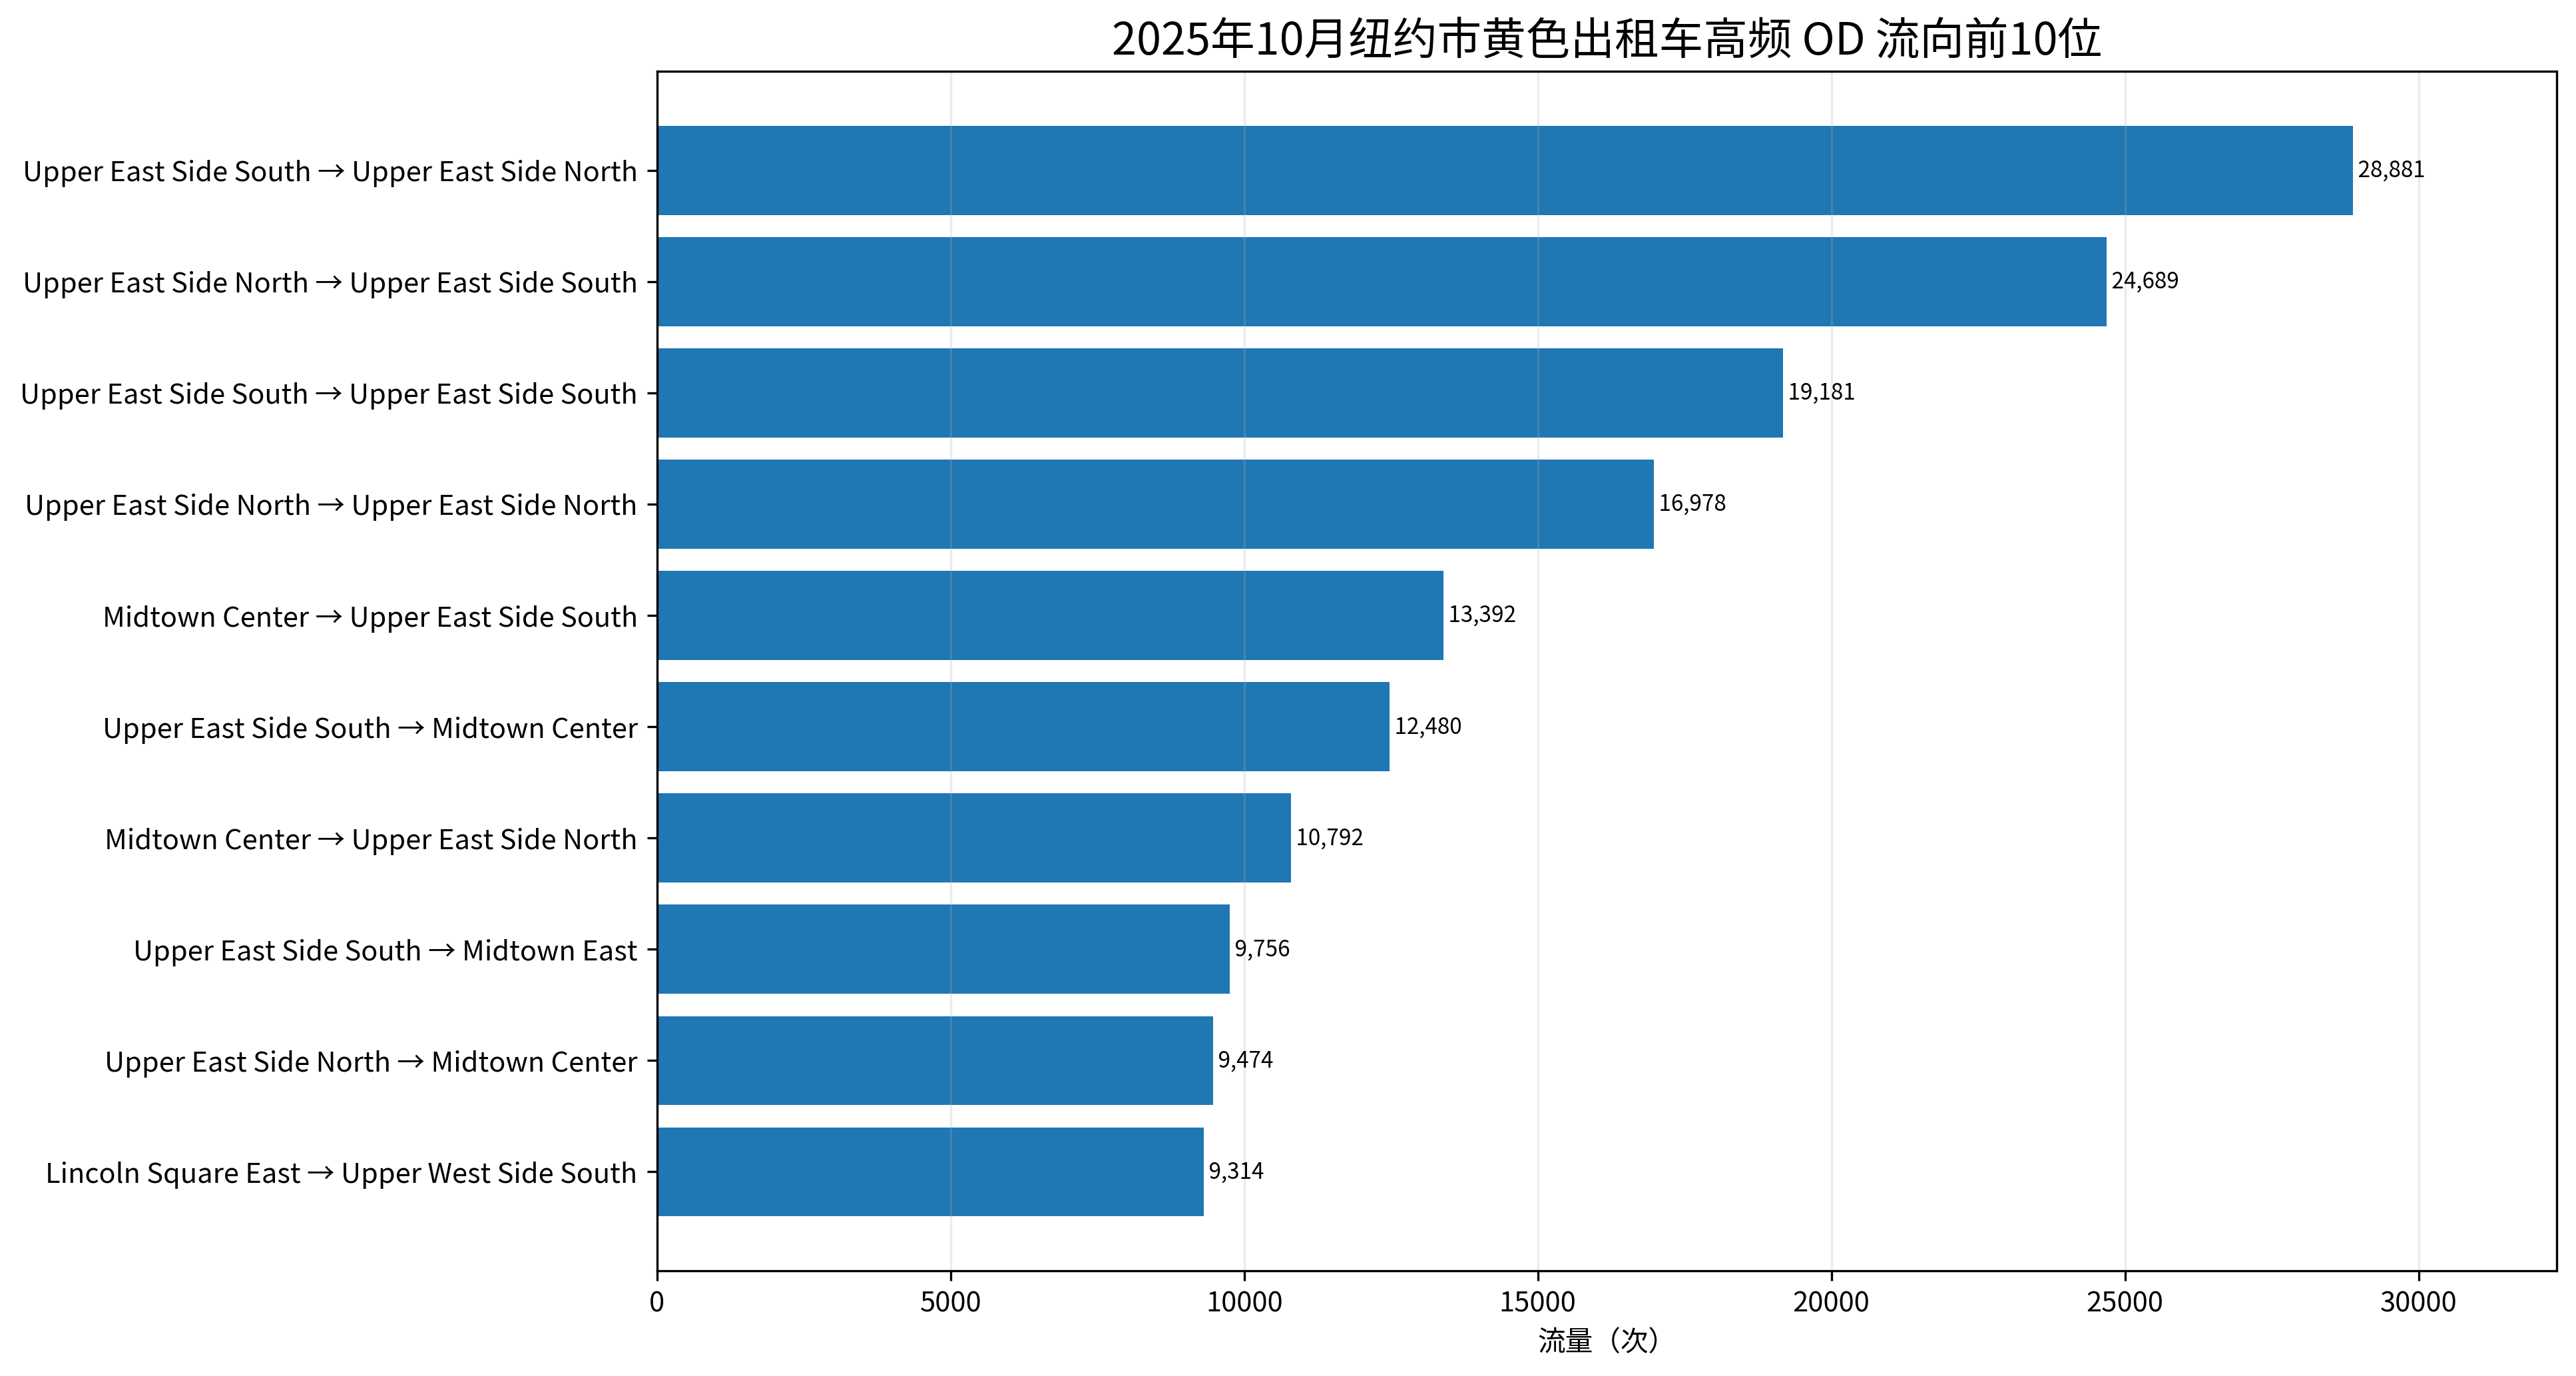 2025年10月纽约市黄色出租车高频 OD 流向前10位
Upper East Side South → Upper East Side North
28,881
Upper East Side North → Upper East Side South
24,689
Upper East Side South → Upper East Side South
19,181
Upper East Side North → Upper East Side North
16,978
Midtown Center → Upper East Side South
13,392
Upper East Side South → Midtown Center
12,480
Midtown Center → Upper East Side North
10,792
Upper East Side South → Midtown East
9,756
Upper East Side North → Midtown Center
9,474
Lincoln Square East → Upper West Side South
9,314
0 5000 10000 15000 20000 25000 30000
流量（次）